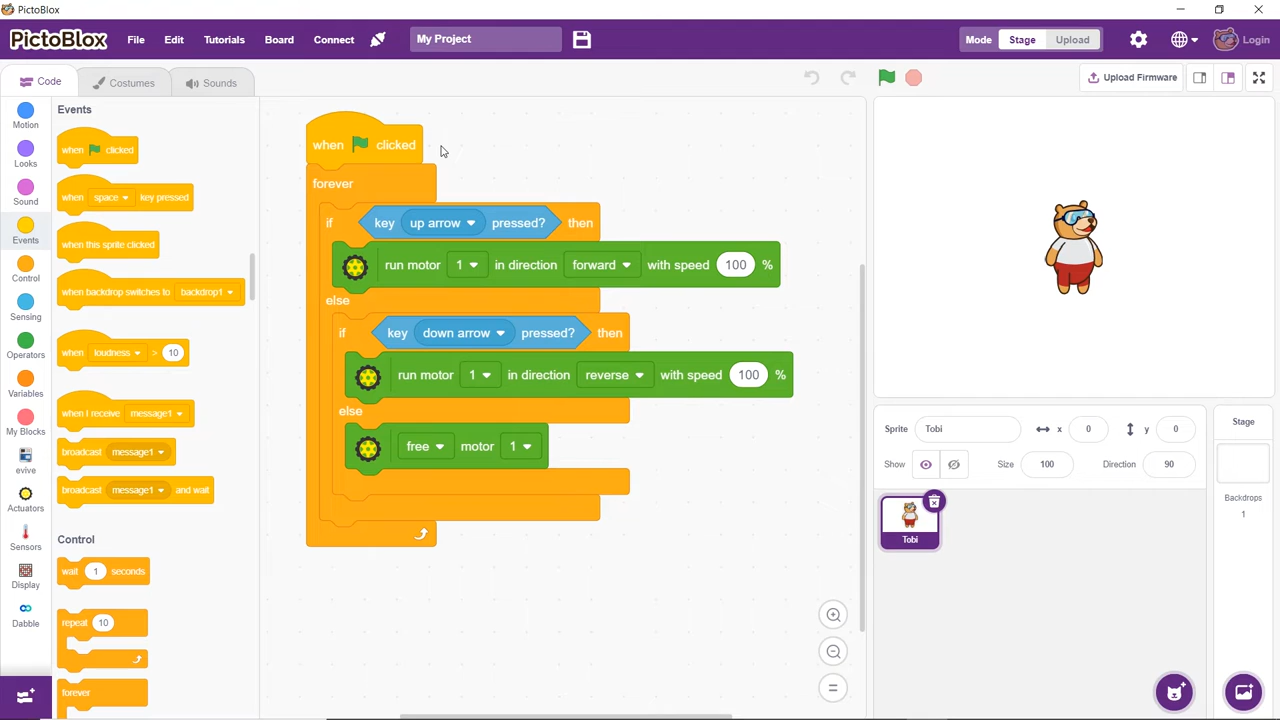 PictoBlox
PictoBlox File Edit Tutorials Board Connect My Project Mode Stage Upload Login
Code Costumes Sounds Upload Firmware
Motion
Looks
Sound
Events
Control
Sensing
Operators
Variables
My Blocks
evive
Actuators
Sensors
Display
Dabble
Events
when clicked
when space key pressed
when this sprite clicked
when backdrop switches to backdrop1
when loudness > 10
when I receive message1
broadcast message1
broadcast message1 and wait
Control
wait 1 seconds
repeat 10
forever
when clicked
forever
if key up arrow pressed? then
run motor 1 in direction forward with speed 100 %
else
if key down arrow pressed? then
run motor 1 in direction reverse with speed 100 %
else
free motor 1
Sprite Tobi x 0 y 0
Show Size 100 Direction 90
Tobi
Stage
Backdrops
1